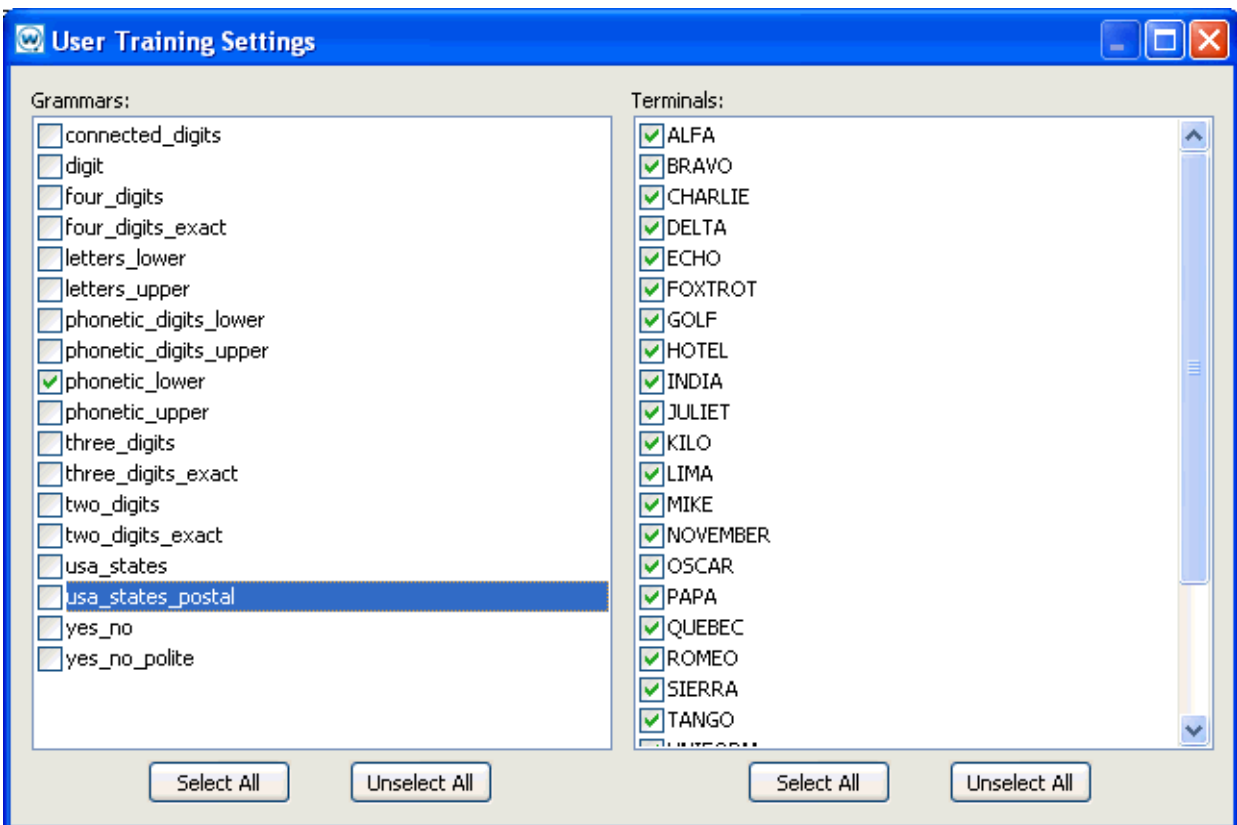 User Training Settings
Grammars:
connected_digits
digit
four_digits
four_digits_exact
letters_lower
letters_upper
phonetic_digits_lower
phonetic_digits_upper
phonetic_lower
phonetic_upper
three_digits
three_digits_exact
two_digits
two_digits_exact
usa_states
usa_states_postal
yes_no
yes_no_polite
Select All
Unselect All
Terminals:
ALFA
BRAVO
CHARLIE
DELTA
ECHO
FOXTROT
GOLF
HOTEL
INDIA
JULIET
KILO
LIMA
MIKE
NOVEMBER
OSCAR
PAPA
QUEBEC
ROMEO
SIERRA
TANGO
UNIFORM
Select All
Unselect All